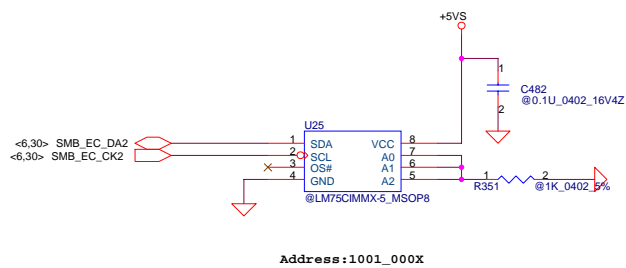 +5VS
1
C482
@0.1U_0402_16V4Z
2
U25
<6,30> SMB_EC_DA2 1 SDA VCC 8
<6,30> SMB_EC_CK2 2 SCL A0 7
3 OS# A1 6
4 GND A2 5
R351 1 2 @1K_0402_5%
@LM75CIMMX-5_MSOP8
Address:1001_000X